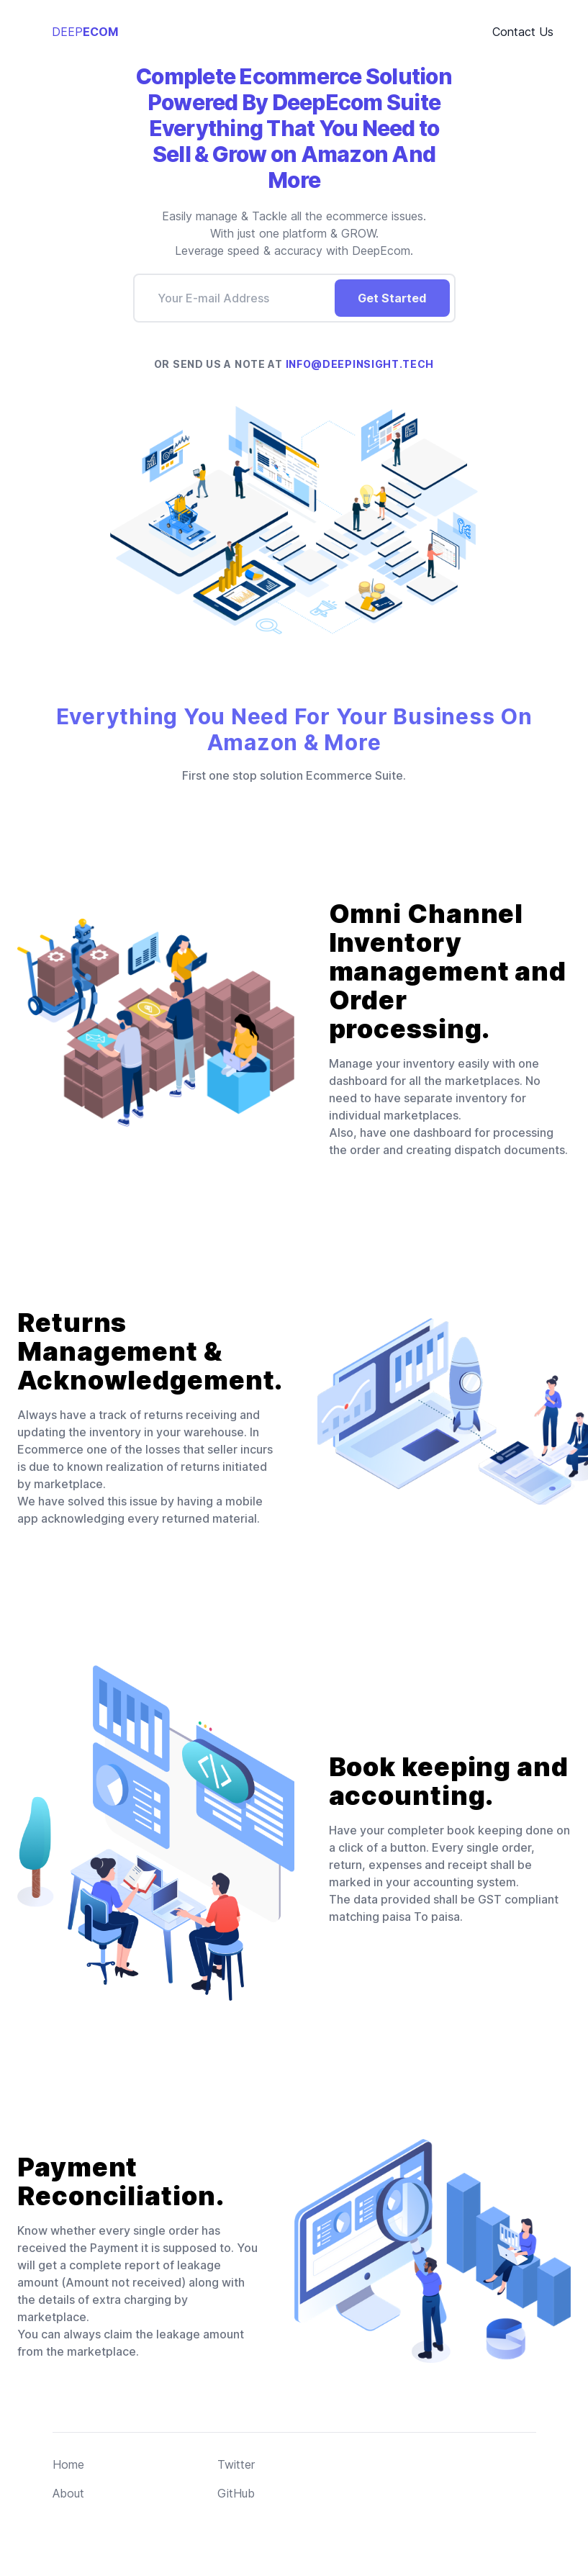 DEEPECOM
Contact Us
Complete Ecommerce Solution
Powered By DeepEcom Suite
Everything That You Need to
Sell & Grow on Amazon And
More
Easily manage & Tackle all the ecommerce issues.
With just one platform & GROW.
Leverage speed & accuracy with DeepEcom.
Your E-mail Address
Get Started
OR SEND US A NOTE AT INFO@DEEPINSIGHT.TECH
Everything You Need For Your Business On
Amazon & More
First one stop solution Ecommerce Suite.
Omni Channel
Inventory
management and
Order
processing.
Manage your inventory easily with one
dashboard for all the marketplaces. No
need to have separate inventory for
individual marketplaces.
Also, have one dashboard for processing
the order and creating dispatch documents.
Returns
Management &
Acknowledgement.
Always have a track of returns receiving and
updating the inventory in your warehouse. In
Ecommerce one of the losses that seller incurs
is due to known realization of returns initiated
by marketplace.
We have solved this issue by having a mobile
app acknowledging every returned material.
</>
Book keeping and
accounting.
Have your completer book keeping done on
a click of a button. Every single order,
return, expenses and receipt shall be
marked in your accounting system.
The data provided shall be GST compliant
matching paisa To paisa.
Payment
Reconciliation.
Know whether every single order has
received the Payment it is supposed to. You
will get a complete report of leakage
amount (Amount not received) along with
the details of extra charging by
marketplace.
You can always claim the leakage amount
from the marketplace.
Home
Twitter
About
GitHub